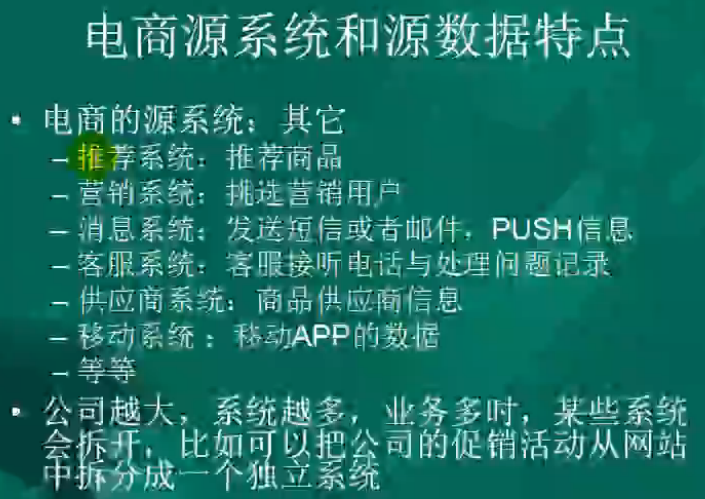 电商源系统和源数据特点
• 电商的源系统：其它
– 推荐系统：推荐商品
– 营销系统：挑选营销用户
– 消息系统：发送短信或者邮件，PUSH信息
– 客服系统：客服接听电话与处理问题记录
– 供应商系统：商品供应商信息
– 移动系统：移动APP的数据
– 等等
• 公司越大，系统越多，业务多时，某些系统
会拆开，比如可以把公司的促销活动从网站
中拆分成一个独立系统